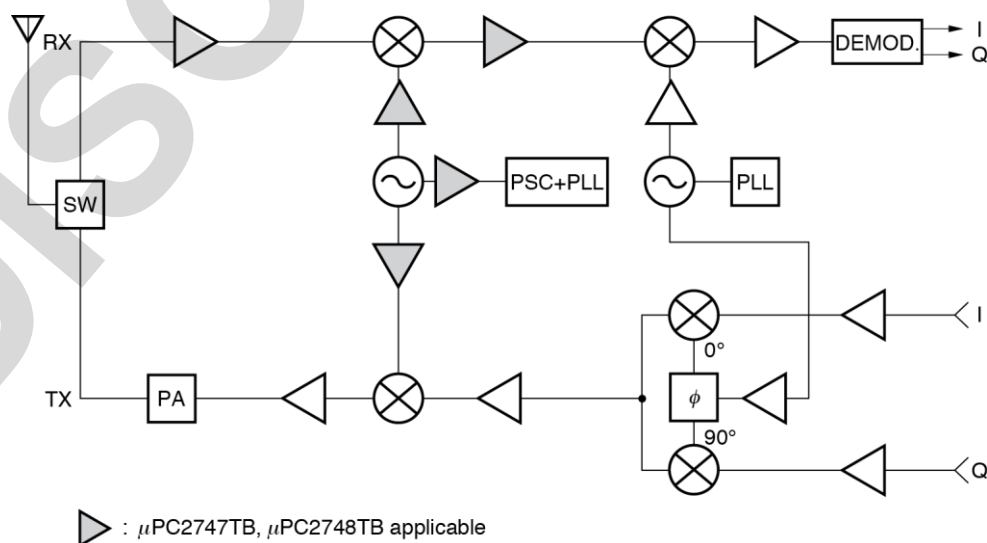 RX
DEMOD.
I
Q
SW
PSC+PLL
PLL
I
0°
TX
PA
ϕ
90°
Q
: μPC2747TB, μPC2748TB applicable